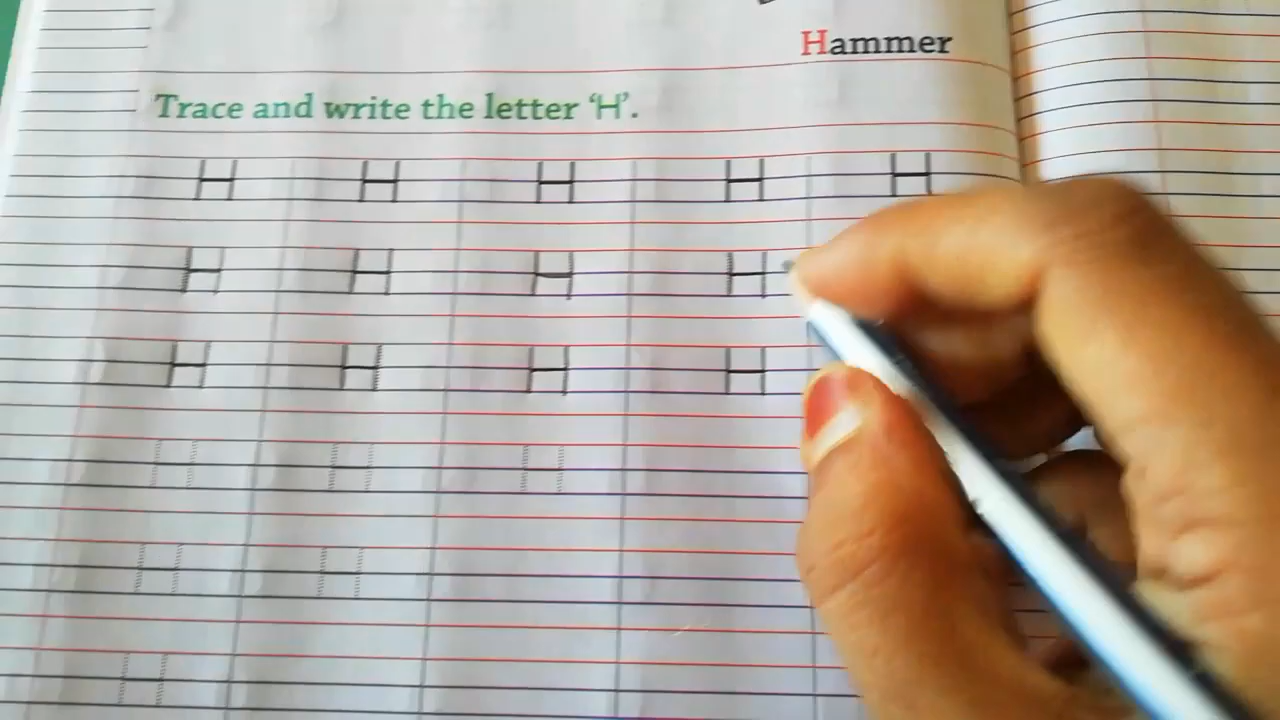 Hammer
Trace and write the letter ‘H’.
H H H H H
H H H H
H H H H
H H H
H H
H